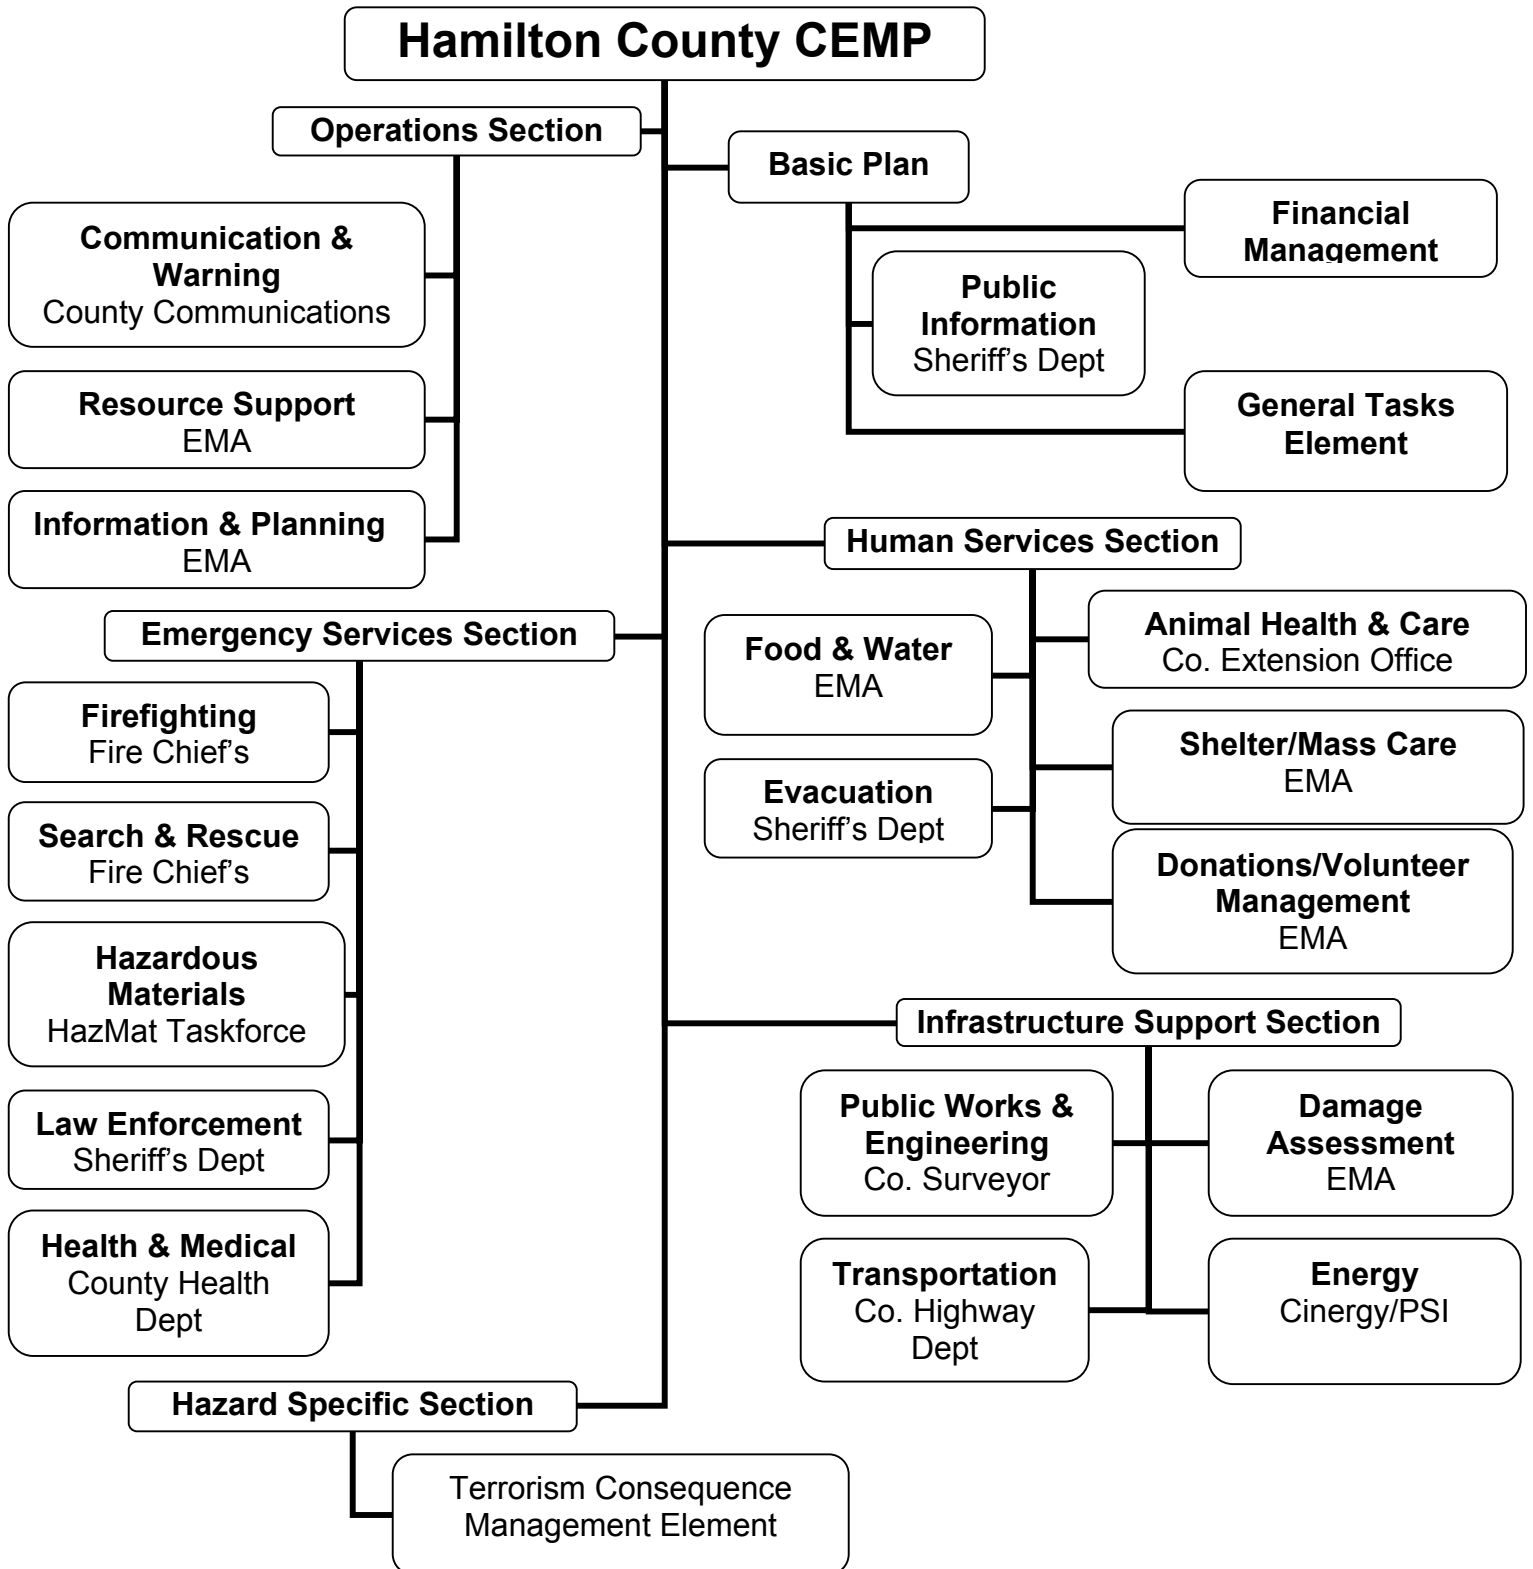 Hamilton County CEMP
Operations Section
Communication &
Warning
County Communications
Resource Support
EMA
Information & Planning
EMA
Basic Plan
Financial
Management
Public
Information
Sheriff’s Dept
General Tasks
Element
Human Services Section
Food & Water
EMA
Animal Health & Care
Co. Extension Office
Shelter/Mass Care
EMA
Evacuation
Sheriff’s Dept
Donations/Volunteer
Management
EMA
Emergency Services Section
Firefighting
Fire Chief’s
Search & Rescue
Fire Chief’s
Hazardous
Materials
HazMat Taskforce
Law Enforcement
Sheriff’s Dept
Health & Medical
County Health
Dept
Infrastructure Support Section
Public Works &
Engineering
Co. Surveyor
Damage
Assessment
EMA
Transportation
Co. Highway
Dept
Energy
Cinergy/PSI
Hazard Specific Section
Terrorism Consequence
Management Element